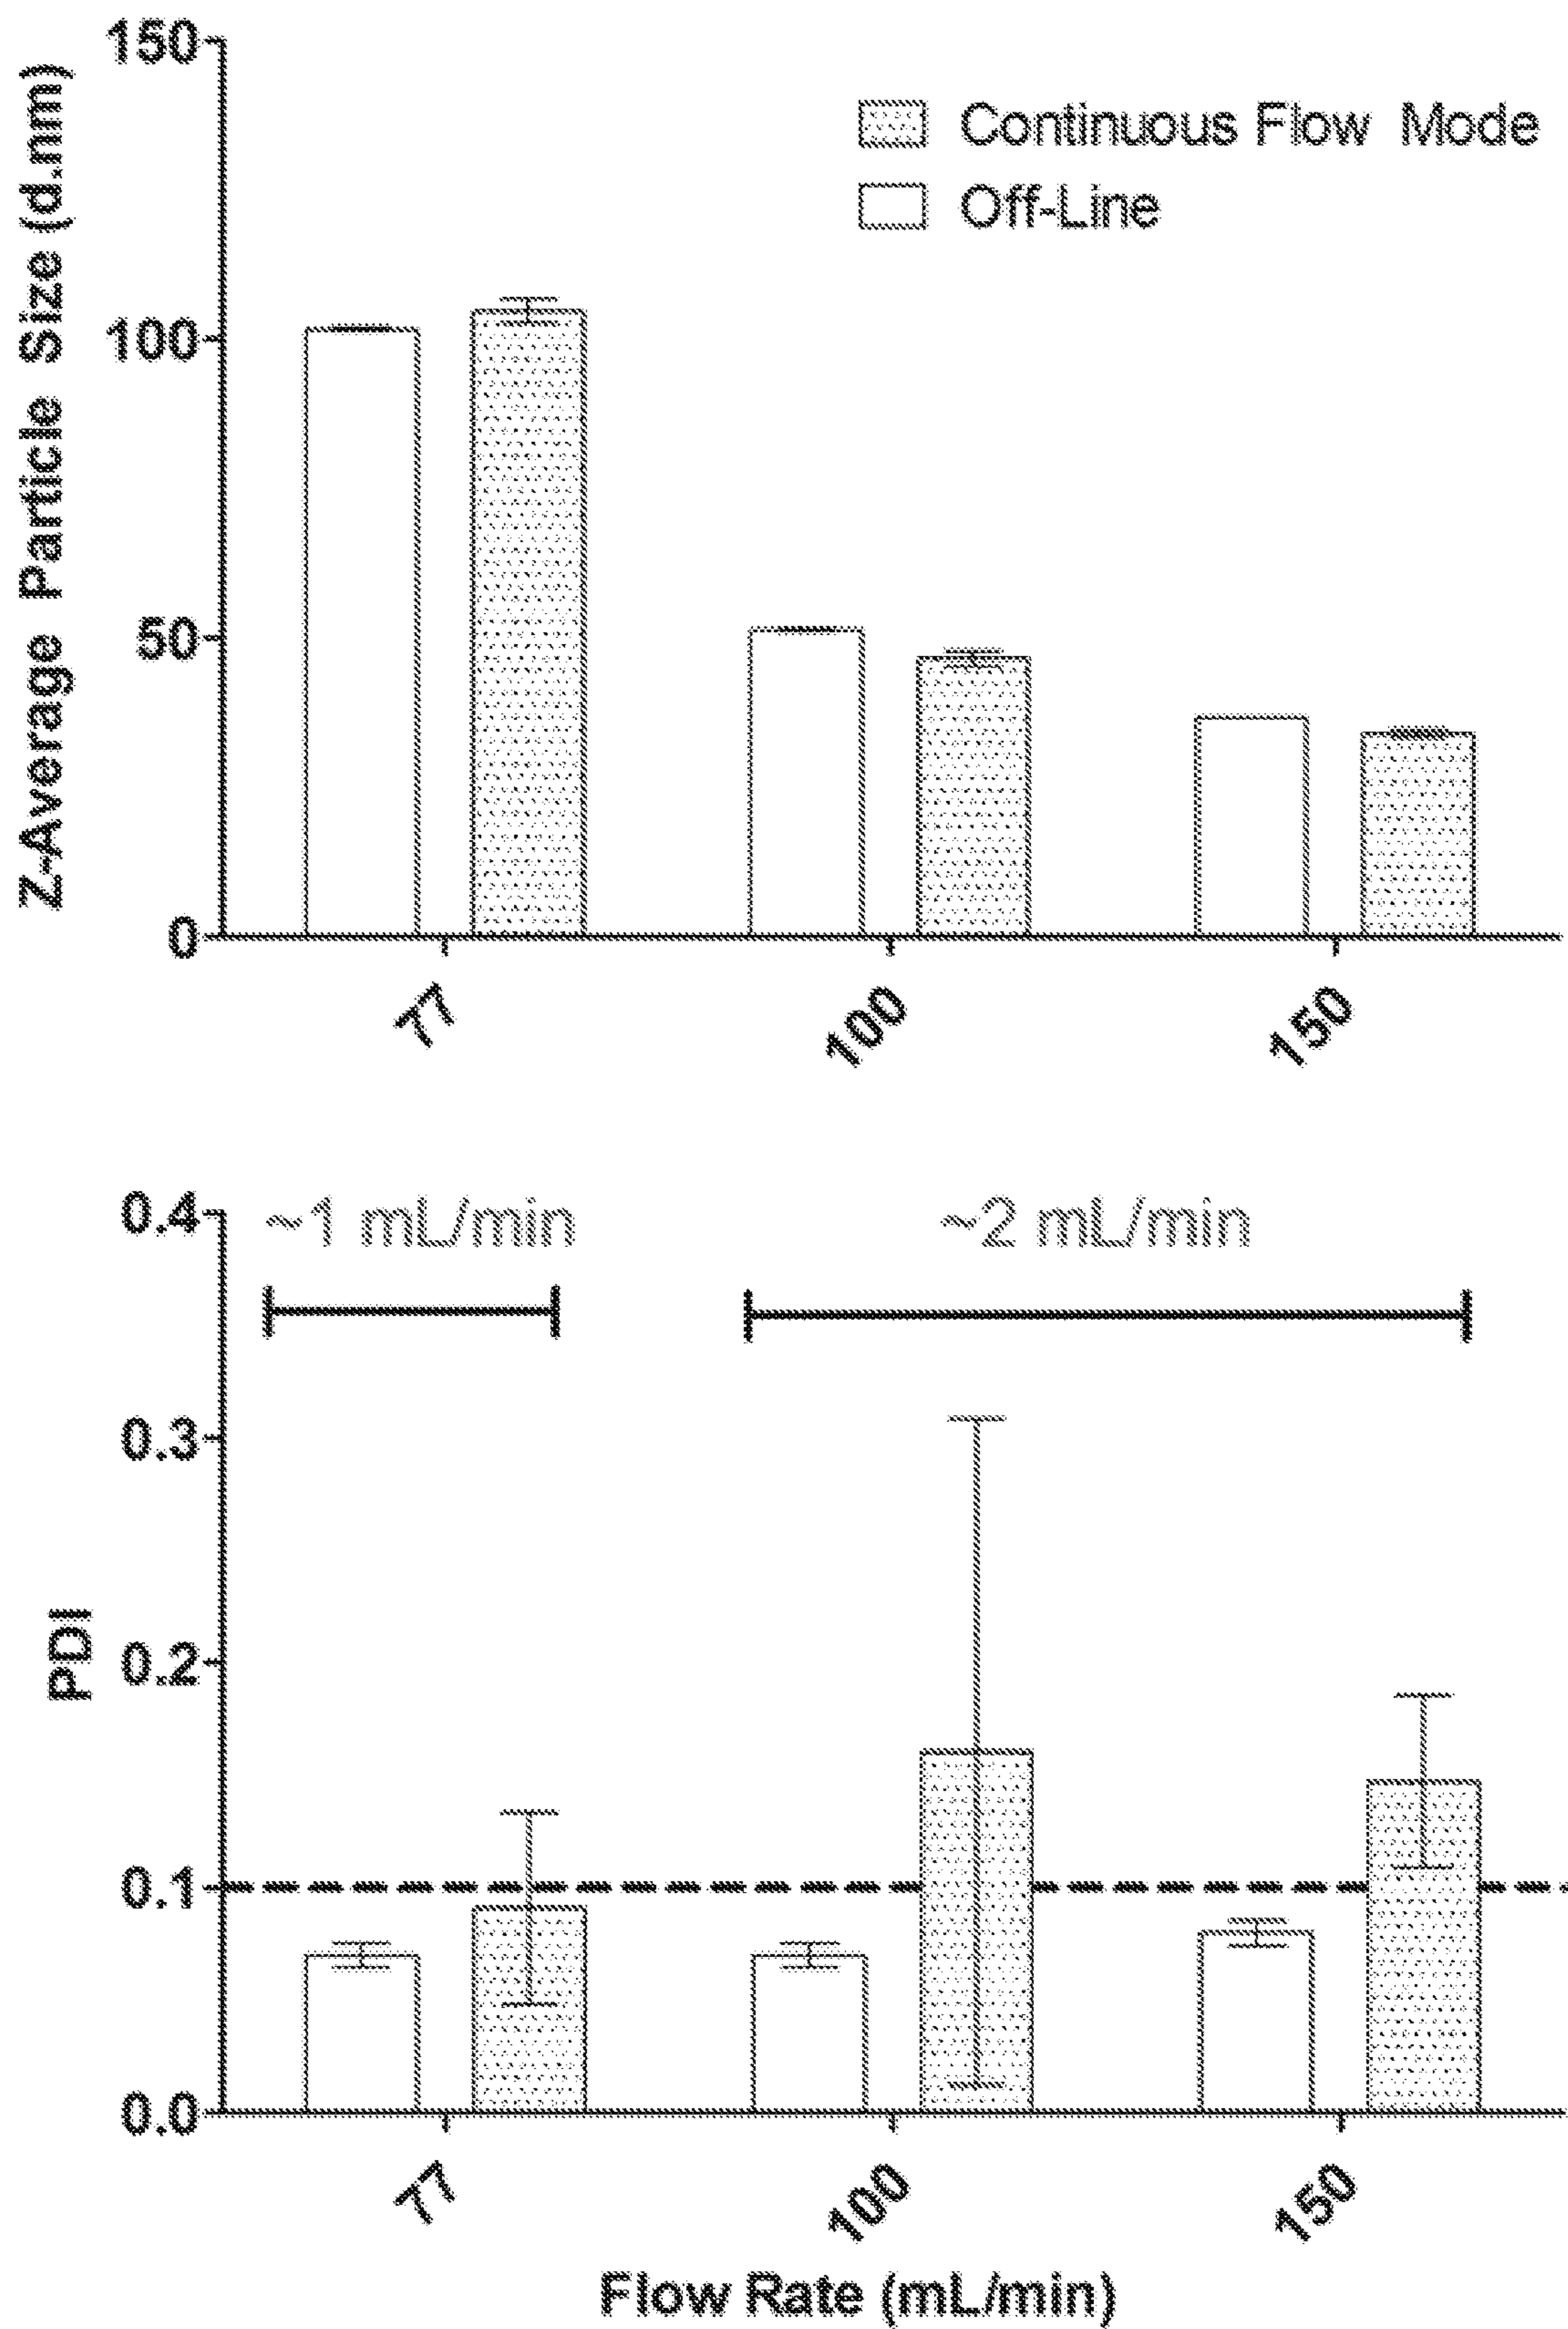 Z-Average Particle Size (d.nm)
150
100
50
0
Continuous Flow Mode
Off-Line
77
100
150
PDI
0.4
0.3
0.2
0.1
0.0
~1 mL/min
~2 mL/min
77
100
150
Flow Rate (mL/min)